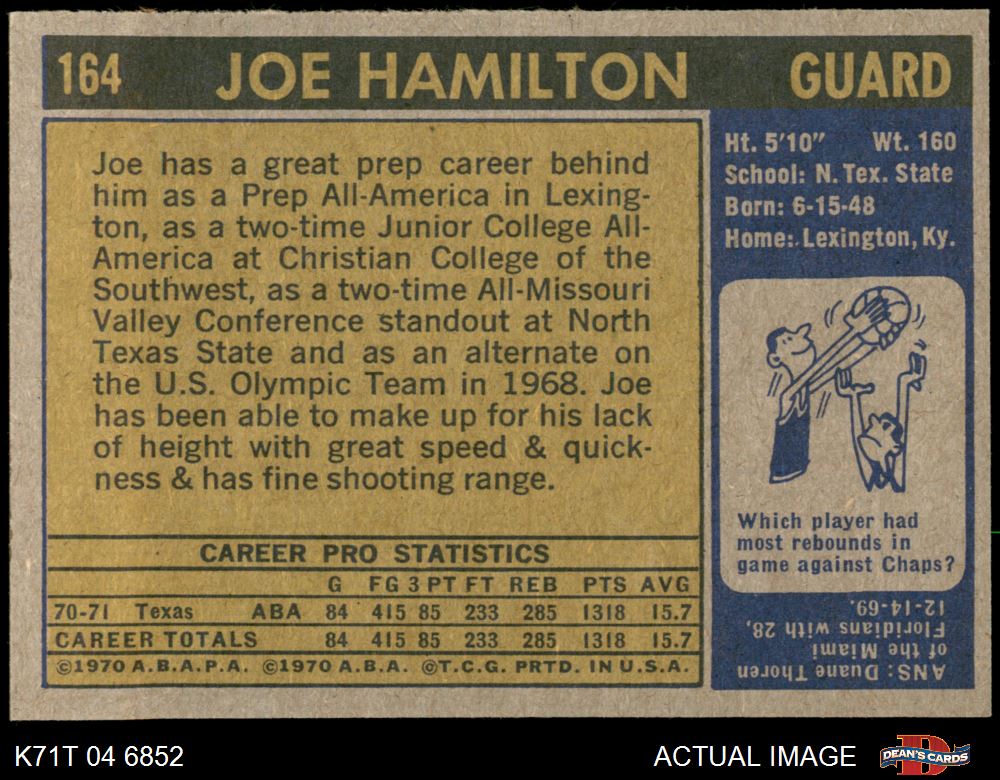 164 JOE HAMILTON GUARD
Joe has a great prep career behind
him as a Prep All-America in Lexing-
ton, as a two-time Junior College All-
America at Christian College of the
Southwest, as a two-time All-Missouri
Valley Conference standout at North
Texas State and as an alternate on
the U.S. Olympic Team in 1968. Joe
has been able to make up for his lack
of height with great speed & quick-
ness & has fine shooting range.
CAREER PRO STATISTICS
G FG 3 PT FT REB PTS AVG
70-71 Texas ABA 84 415 85 233 285 1318 15.7
CAREER TOTALS 84 415 85 233 285 1318 15.7
©1970 A.B.A.P.A. ©1970 A.B.A. ©T.C.G. PRTD. IN U.S.A.
Ht. 5'10" Wt. 160
School: N. Tex. State
Born: 6-15-48
Home: Lexington, Ky.
Which player had
most rebounds in
game against Chaps?
ANS: Duane Thoren
of the Miami
Floridians with 28,
12-14-69.
K71T 04 6852
ACTUAL IMAGE
D
DEAN'S CARDS